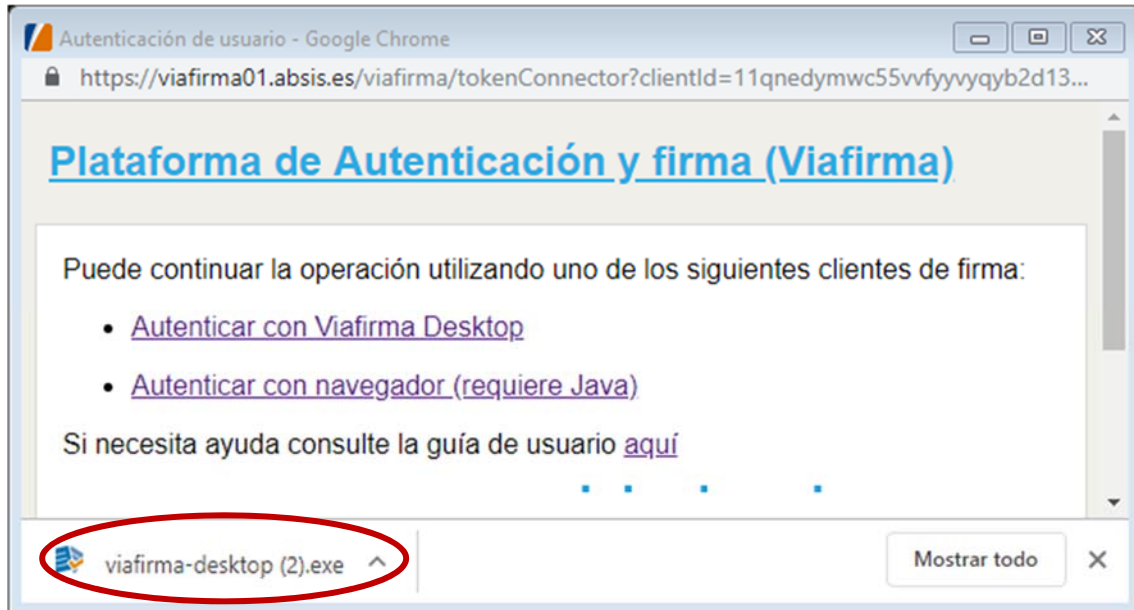 Autenticación de usuario - Google Chrome
https://viafirma01.absis.es/viafirma/tokenConnector?clientId=11qnedymwc55vvfyyvyqyb2d13...
Plataforma de Autenticación y firma (Viafirma)
Puede continuar la operación utilizando uno de los siguientes clientes de firma:
• Autenticar con Viafirma Desktop
• Autenticar con navegador (requiere Java)
Si necesita ayuda consulte la guía de usuario aquí
viafirma-desktop (2).exe
Mostrar todo